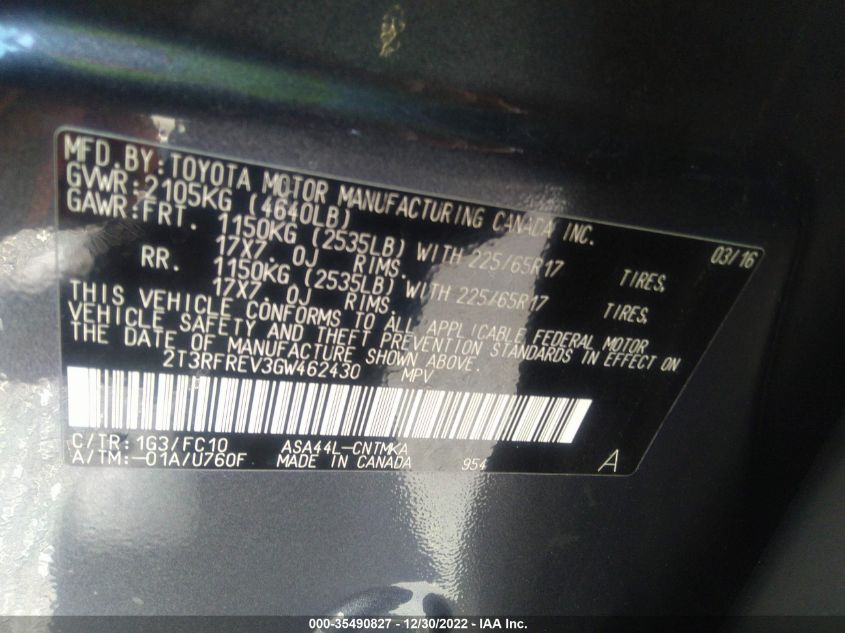 MFD.BY:TOYOTA MOTOR MANUFACTURING CANADA INC.
GVWR:2105KG (4640LB) 03/16
GAWR:FRT. 1150KG (2535LB) WITH 225/65R17 TIRES,
17X7.0J RIMS.
RR. 1150KG (2535LB) WITH 225/65R17 TIRES,
17X7.0J RIMS.
THIS VEHICLE CONFORMS TO ALL APPLICABLE FEDERAL MOTOR
VEHICLE SAFETY AND THEFT PREVENTION STANDARDS IN EFFECT ON
THE DATE OF MANUFACTURE SHOWN ABOVE.
2T3RFREV3GW462430 MPV
C/TR:1G3/FC10 ASA44L-CNTMKA
A/TM:-01A/U760F MADE IN CANADA 954 A
000-35490827 - 12/30/2022 - IAA Inc.